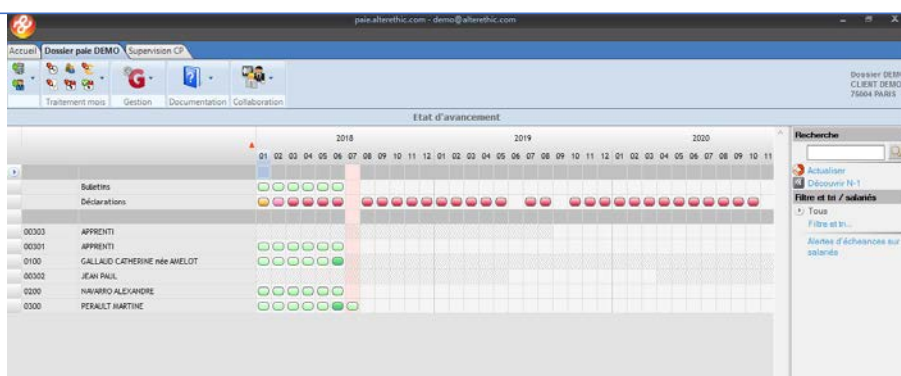 paie.alterethic.com - demo@alterethic.com
Accueil Dossier paie DEMO Supervision CP
Traitement mois Gestion Documentation Collaboration
Dossier DEMO
CLIENT DEMO
75004 PARIS
Etat d'avancement
2018 2019 2020
01 02 03 04 05 06 07 08 09 10 11 12 01 02 03 04 05 06 07 08 09 10 11 12 01 02 03 04 05 06 07 08 09 10 11
Bulletins
Déclarations
00303 APPRENTI
00301 APPRENTI
0100 GALLAUD CATHERINE née AMELOT
00302 JEAN PAUL
0200 NAVARRO ALEXANDRE
0300 PERAULT MARTINE
Recherche
Actualiser
Découvrir N-1
Filtre et tri / salariés
Tous
Filtre et tri...
Alertes d'échéances sur
salarié